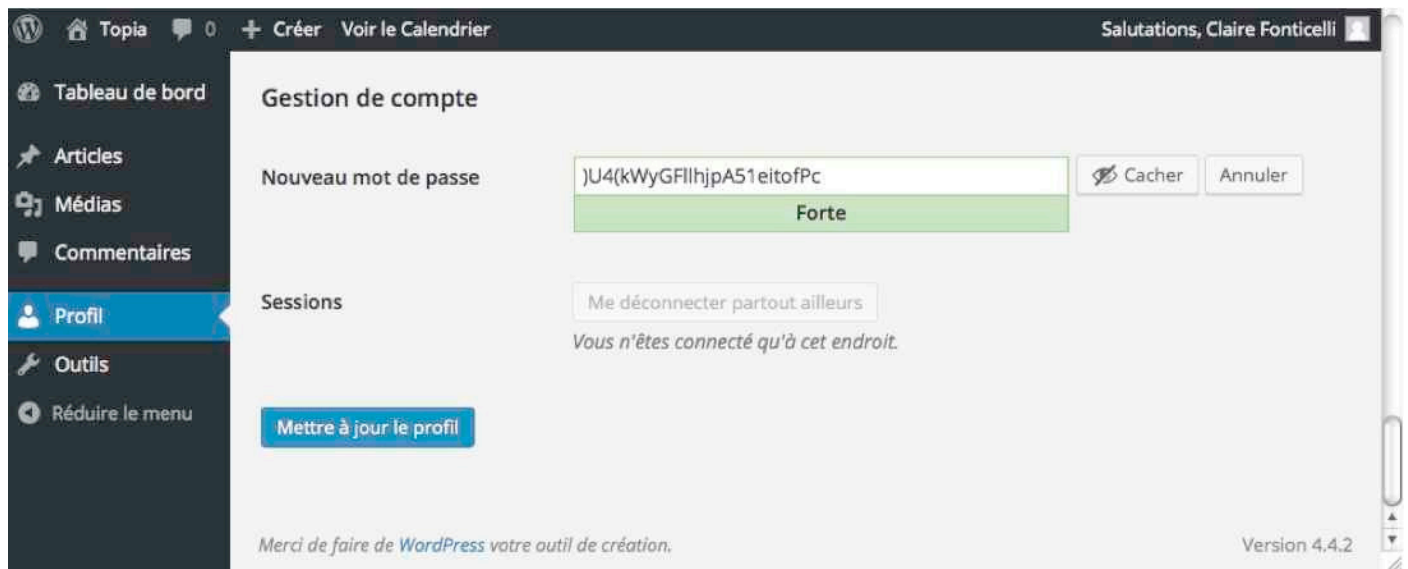 Topia 0 + Créer Voir le Calendrier Salutations, Claire Fonticelli
Tableau de bord
Articles
Médias
Commentaires
Profil
Outils
Réduire le menu
Gestion de compte
Nouveau mot de passe )U4(kWyGFllhjpA51eitofPc Cacher Annuler
Forte
Sessions Me déconnecter partout ailleurs
Vous n'êtes connecté qu'à cet endroit.
Mettre à jour le profil
Merci de faire de WordPress votre outil de création. Version 4.4.2